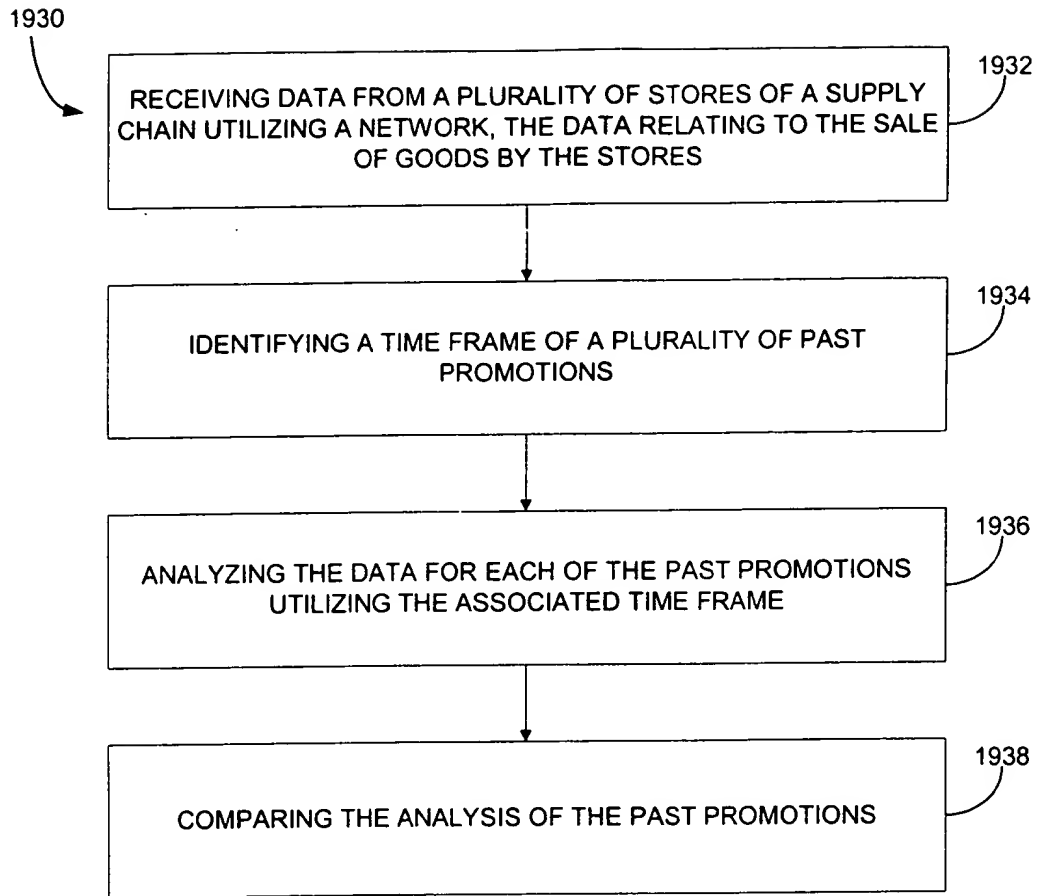 1930
1932
RECEIVING DATA FROM A PLURALITY OF STORES OF A SUPPLY
CHAIN UTILIZING A NETWORK, THE DATA RELATING TO THE SALE
OF GOODS BY THE STORES
1934
IDENTIFYING A TIME FRAME OF A PLURALITY OF PAST
PROMOTIONS
1936
ANALYZING THE DATA FOR EACH OF THE PAST PROMOTIONS
UTILIZING THE ASSOCIATED TIME FRAME
1938
COMPARING THE ANALYSIS OF THE PAST PROMOTIONS